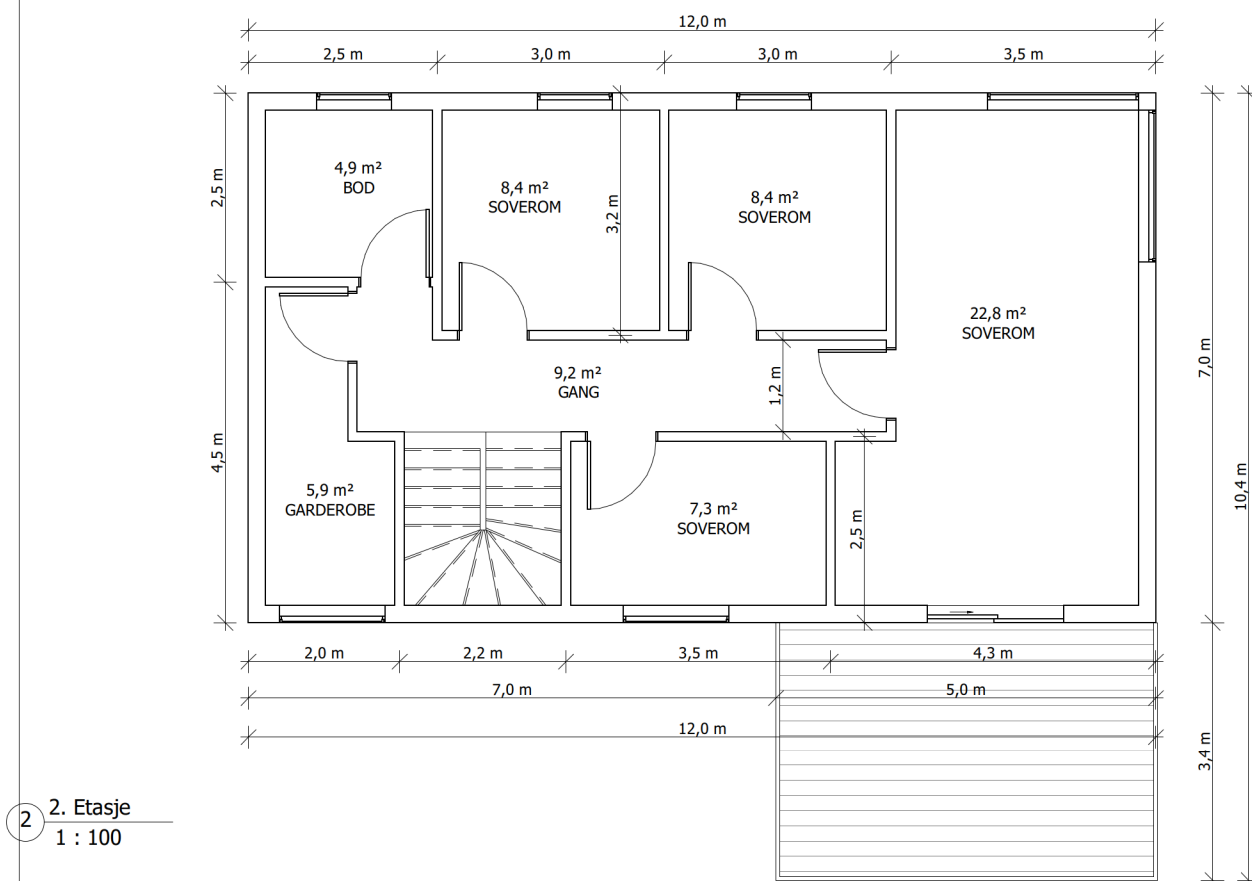 12,0 m
2,5 m
3,0 m
3,0 m
3,5 m
4,9 m²
BOD
8,4 m²
SOVEROM
8,4 m²
SOVEROM
2,5 m
3,2 m
22,8 m²
SOVEROM
7,0 m
9,2 m²
GANG
1,2 m
4,5 m
5,9 m²
GARDEROBE
7,3 m²
SOVEROM
2,5 m
10,4 m
2,0 m
2,2 m
3,5 m
4,3 m
7,0 m
5,0 m
12,0 m
3,4 m
2
2. Etasje
1 : 100